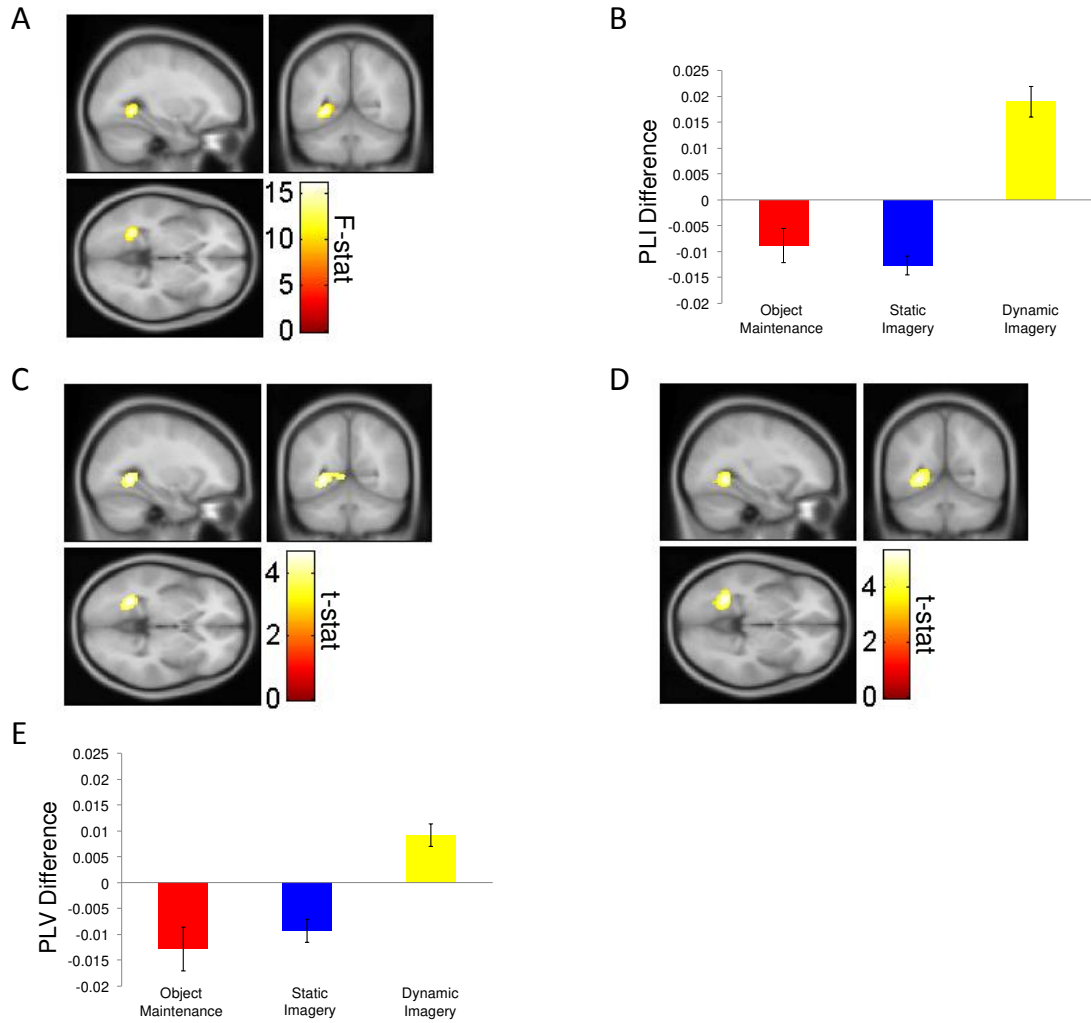 A
15
10
5
0
F-stat
B
PLI Difference
0.025
0.02
0.015
0.01
0.005
0
-0.005
-0.01
-0.015
-0.02
Object
Maintenance
Static
Imagery
Dynamic
Imagery
C
4
2
0
t-stat
D
4
2
0
t-stat
E
PLV Difference
0.025
0.02
0.015
0.01
0.005
0
-0.005
-0.01
-0.015
-0.02
Object
Maintenance
Static
Imagery
Dynamic
Imagery